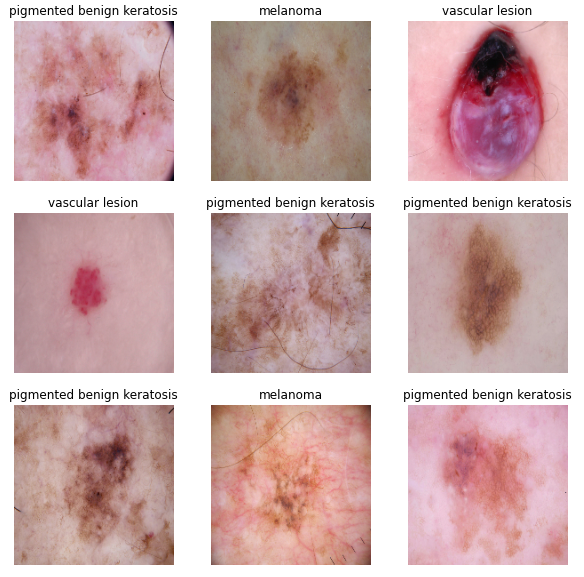 pigmented benign keratosis
melanoma
vascular lesion
vascular lesion
pigmented benign keratosis
pigmented benign keratosis
pigmented benign keratosis
melanoma
pigmented benign keratosis